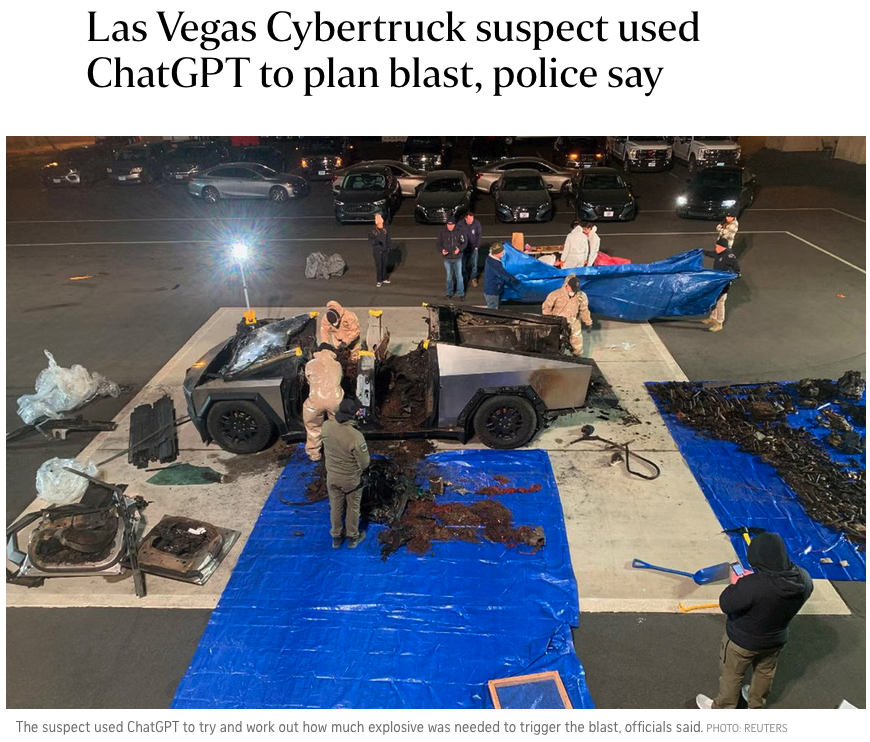 Las Vegas Cybertruck suspect used
ChatGPT to plan blast, police say
The suspect used ChatGPT to try and work out how much explosive was needed to trigger the blast, officials said. PHOTO: REUTERS